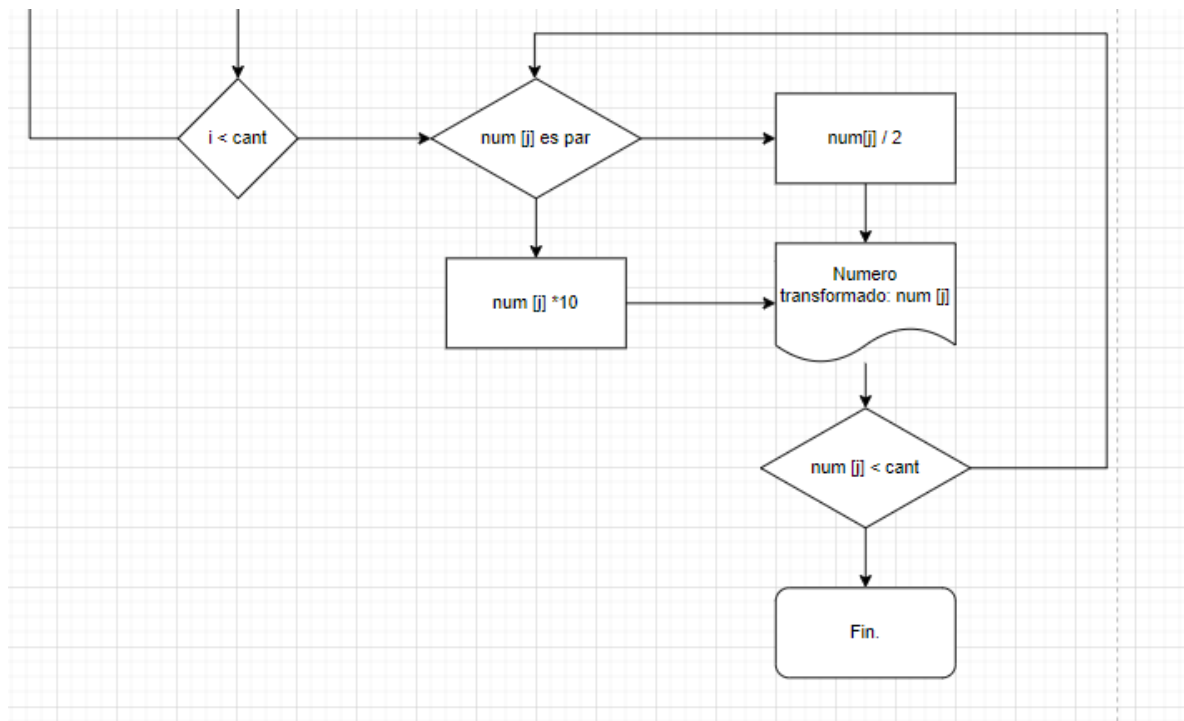 i < cant
num [j] es par
num[j] / 2
num [j] *10
Numero
transformado: num [j]
num [j] < cant
Fin.